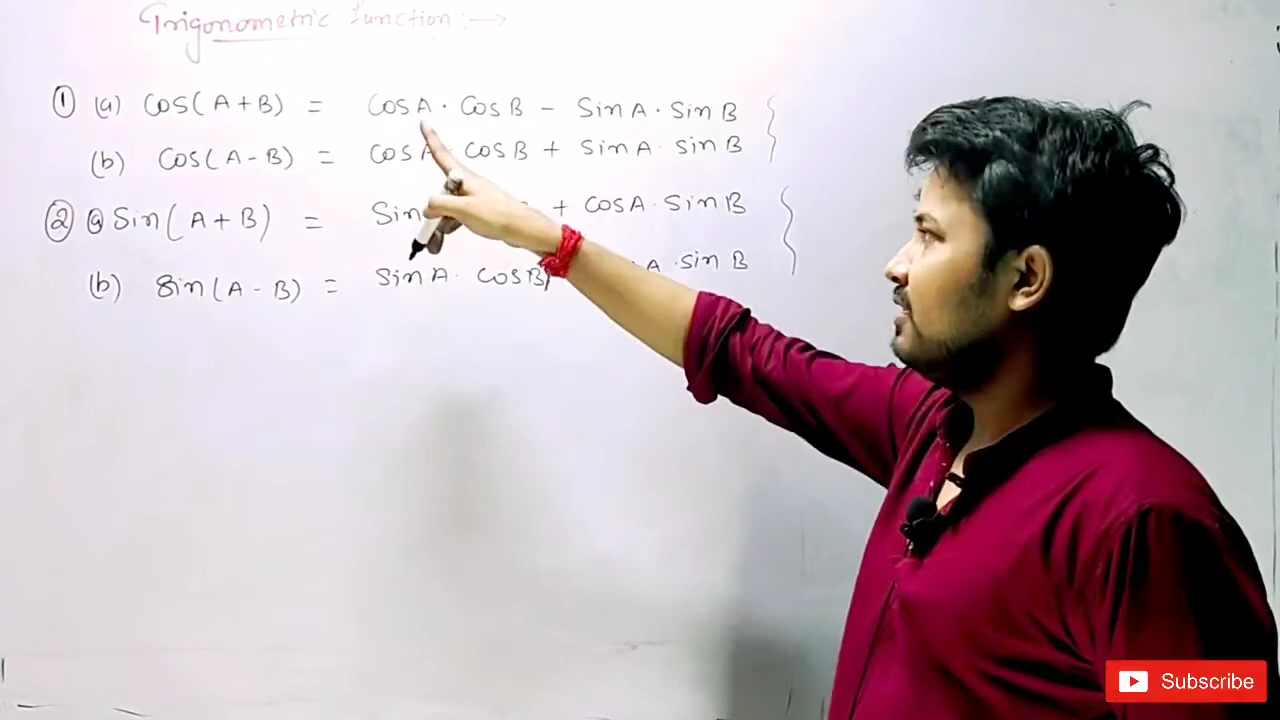 Trigonometric Function :→
① (a) Cos(A+B) = CosA · CosB − SinA · SinB
(b) Cos(A−B) = CosA · CosB + SinA · SinB
② (a) Sin(A+B) = Sin + CosA · SinB
(b) Sin(A−B) = SinA · CosB A · SinB
Subscribe